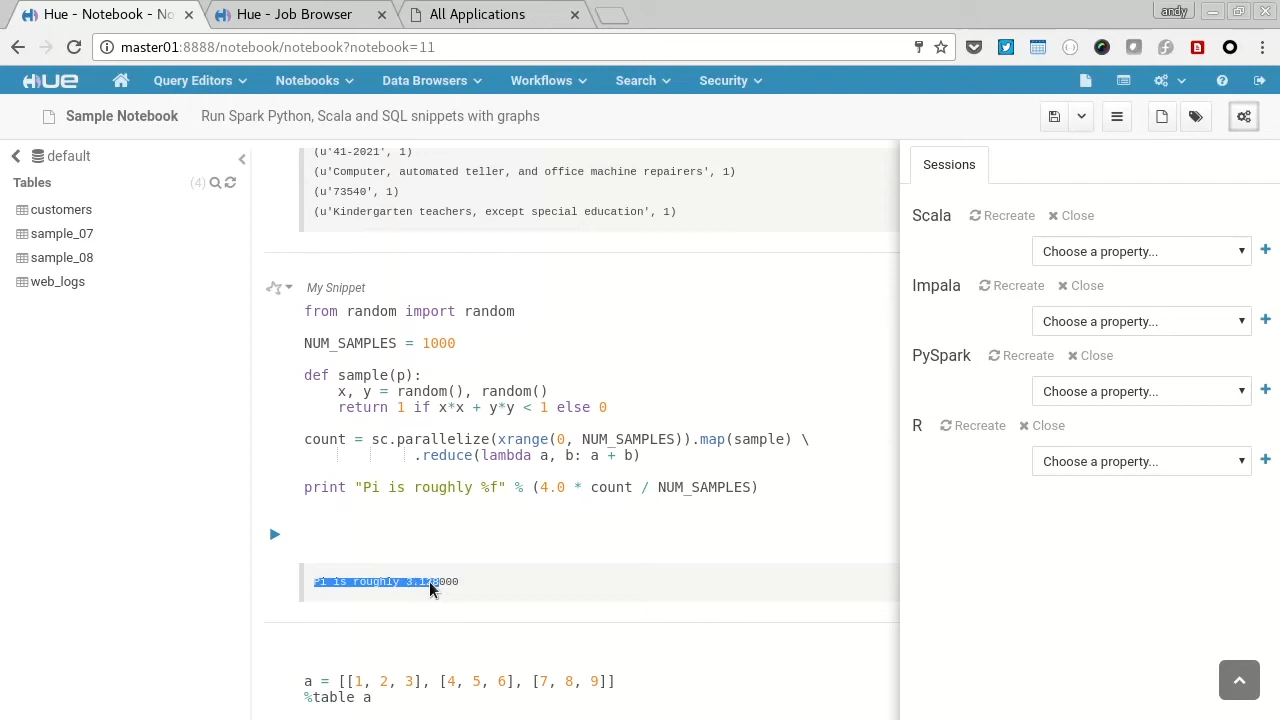 Hue - Notebook - No
Hue - Job Browser
All Applications
andy
master01:8888/notebook/notebook?notebook=11
HUE
Query Editors
Notebooks
Data Browsers
Workflows
Search
Security
Sample Notebook
Run Spark Python, Scala and SQL snippets with graphs
default
Tables
(4)
customers
sample_07
sample_08
web_logs
(u'41-2021', 1)
(u'Computer, automated teller, and office machine repairers', 1)
(u'73540', 1)
(u'Kindergarten teachers, except special education', 1)
My Snippet
from random import random
NUM_SAMPLES = 1000
def sample(p):
x, y = random(), random()
return 1 if x*x + y*y < 1 else 0
count = sc.parallelize(xrange(0, NUM_SAMPLES)).map(sample) \
.reduce(lambda a, b: a + b)
print "Pi is roughly %f" % (4.0 * count / NUM_SAMPLES)
Pi is roughly
a = [[1, 2, 3], [4, 5, 6], [7, 8, 9]]
%table a
Sessions
Scala Recreate Close
Choose a property...
Impala Recreate Close
Choose a property...
PySpark Recreate Close
Choose a property...
R Recreate Close
Choose a property...